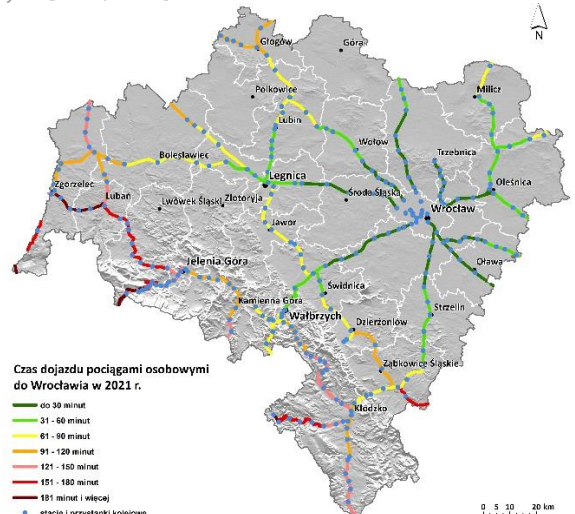 N
Głogów
Góra
Polkowice
Milicz
Lubin
Wołów
Trzebnica
Bolesławiec
Legnica
Oleśnica
Zgorzelec
Lubań
Środa Śląska
Lwówek Śląski
Złotoryja
Wrocław
Jawor
Oława
Jelenia Góra
Świdnica
Kamienna Góra
Strzelin
Wałbrzych
Dzierżoniów
Ząbkowice Śląskie
Kłodzko
Czas dojazdu pociągami osobowymi
do Wrocławia w 2021 r.
do 30 minut
31 - 60 minut
61 - 90 minut
91 - 120 minut
121 - 150 minut
151 - 180 minut
181 minut i więcej
stacje i przystanki kolejowe
0 5 10 20 km